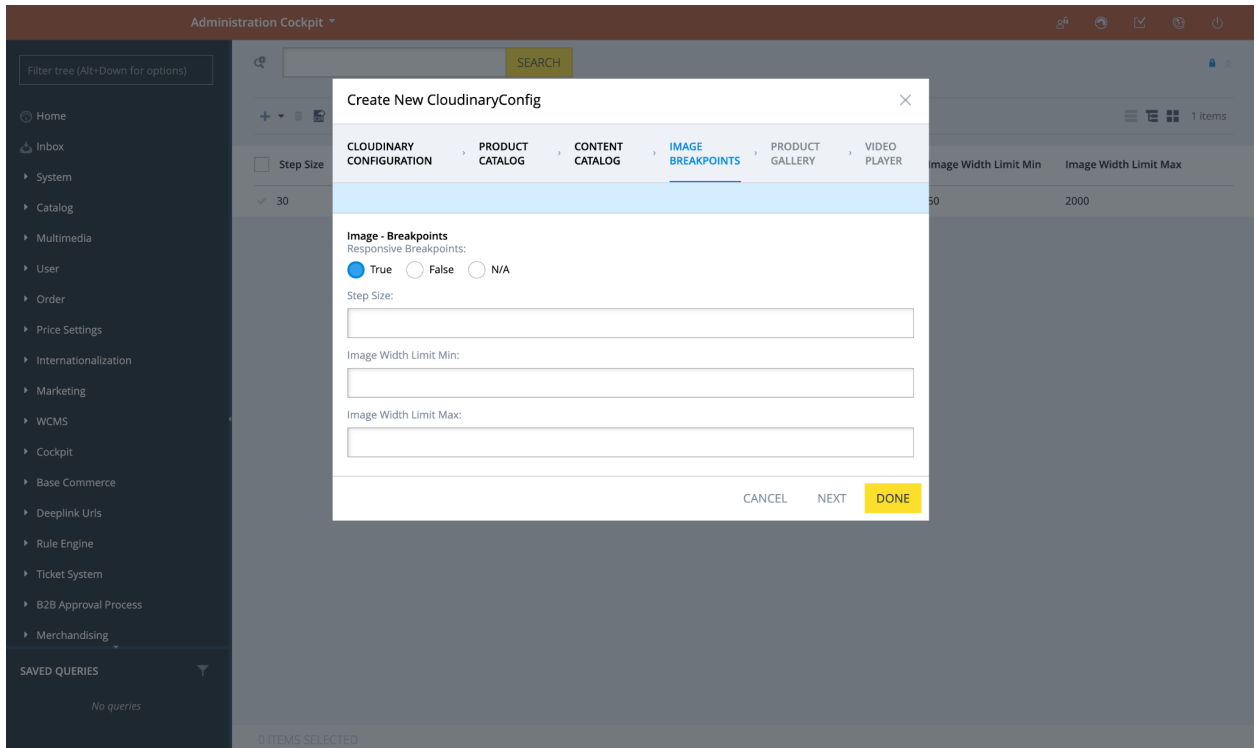 Administration Cockpit
Filter tree (Alt+Down for options)
Home
Inbox
System
Catalog
Multimedia
User
Order
Price Settings
Internationalization
Marketing
WCMS
Cockpit
Base Commerce
Deeplink Urls
Rule Engine
Ticket System
B2B Approval Process
Merchandising
SAVED QUERIES
No queries
SEARCH
1 items
Step Size
Image Width Limit Min
Image Width Limit Max
30
50
2000
Create New CloudinaryConfig
CLOUDINARY CONFIGURATION
PRODUCT CATALOG
CONTENT CATALOG
IMAGE BREAKPOINTS
PRODUCT GALLERY
VIDEO PLAYER
Image - Breakpoints
Responsive Breakpoints:
True False N/A
Step Size:
Image Width Limit Min:
Image Width Limit Max:
CANCEL NEXT DONE
0 ITEMS SELECTED